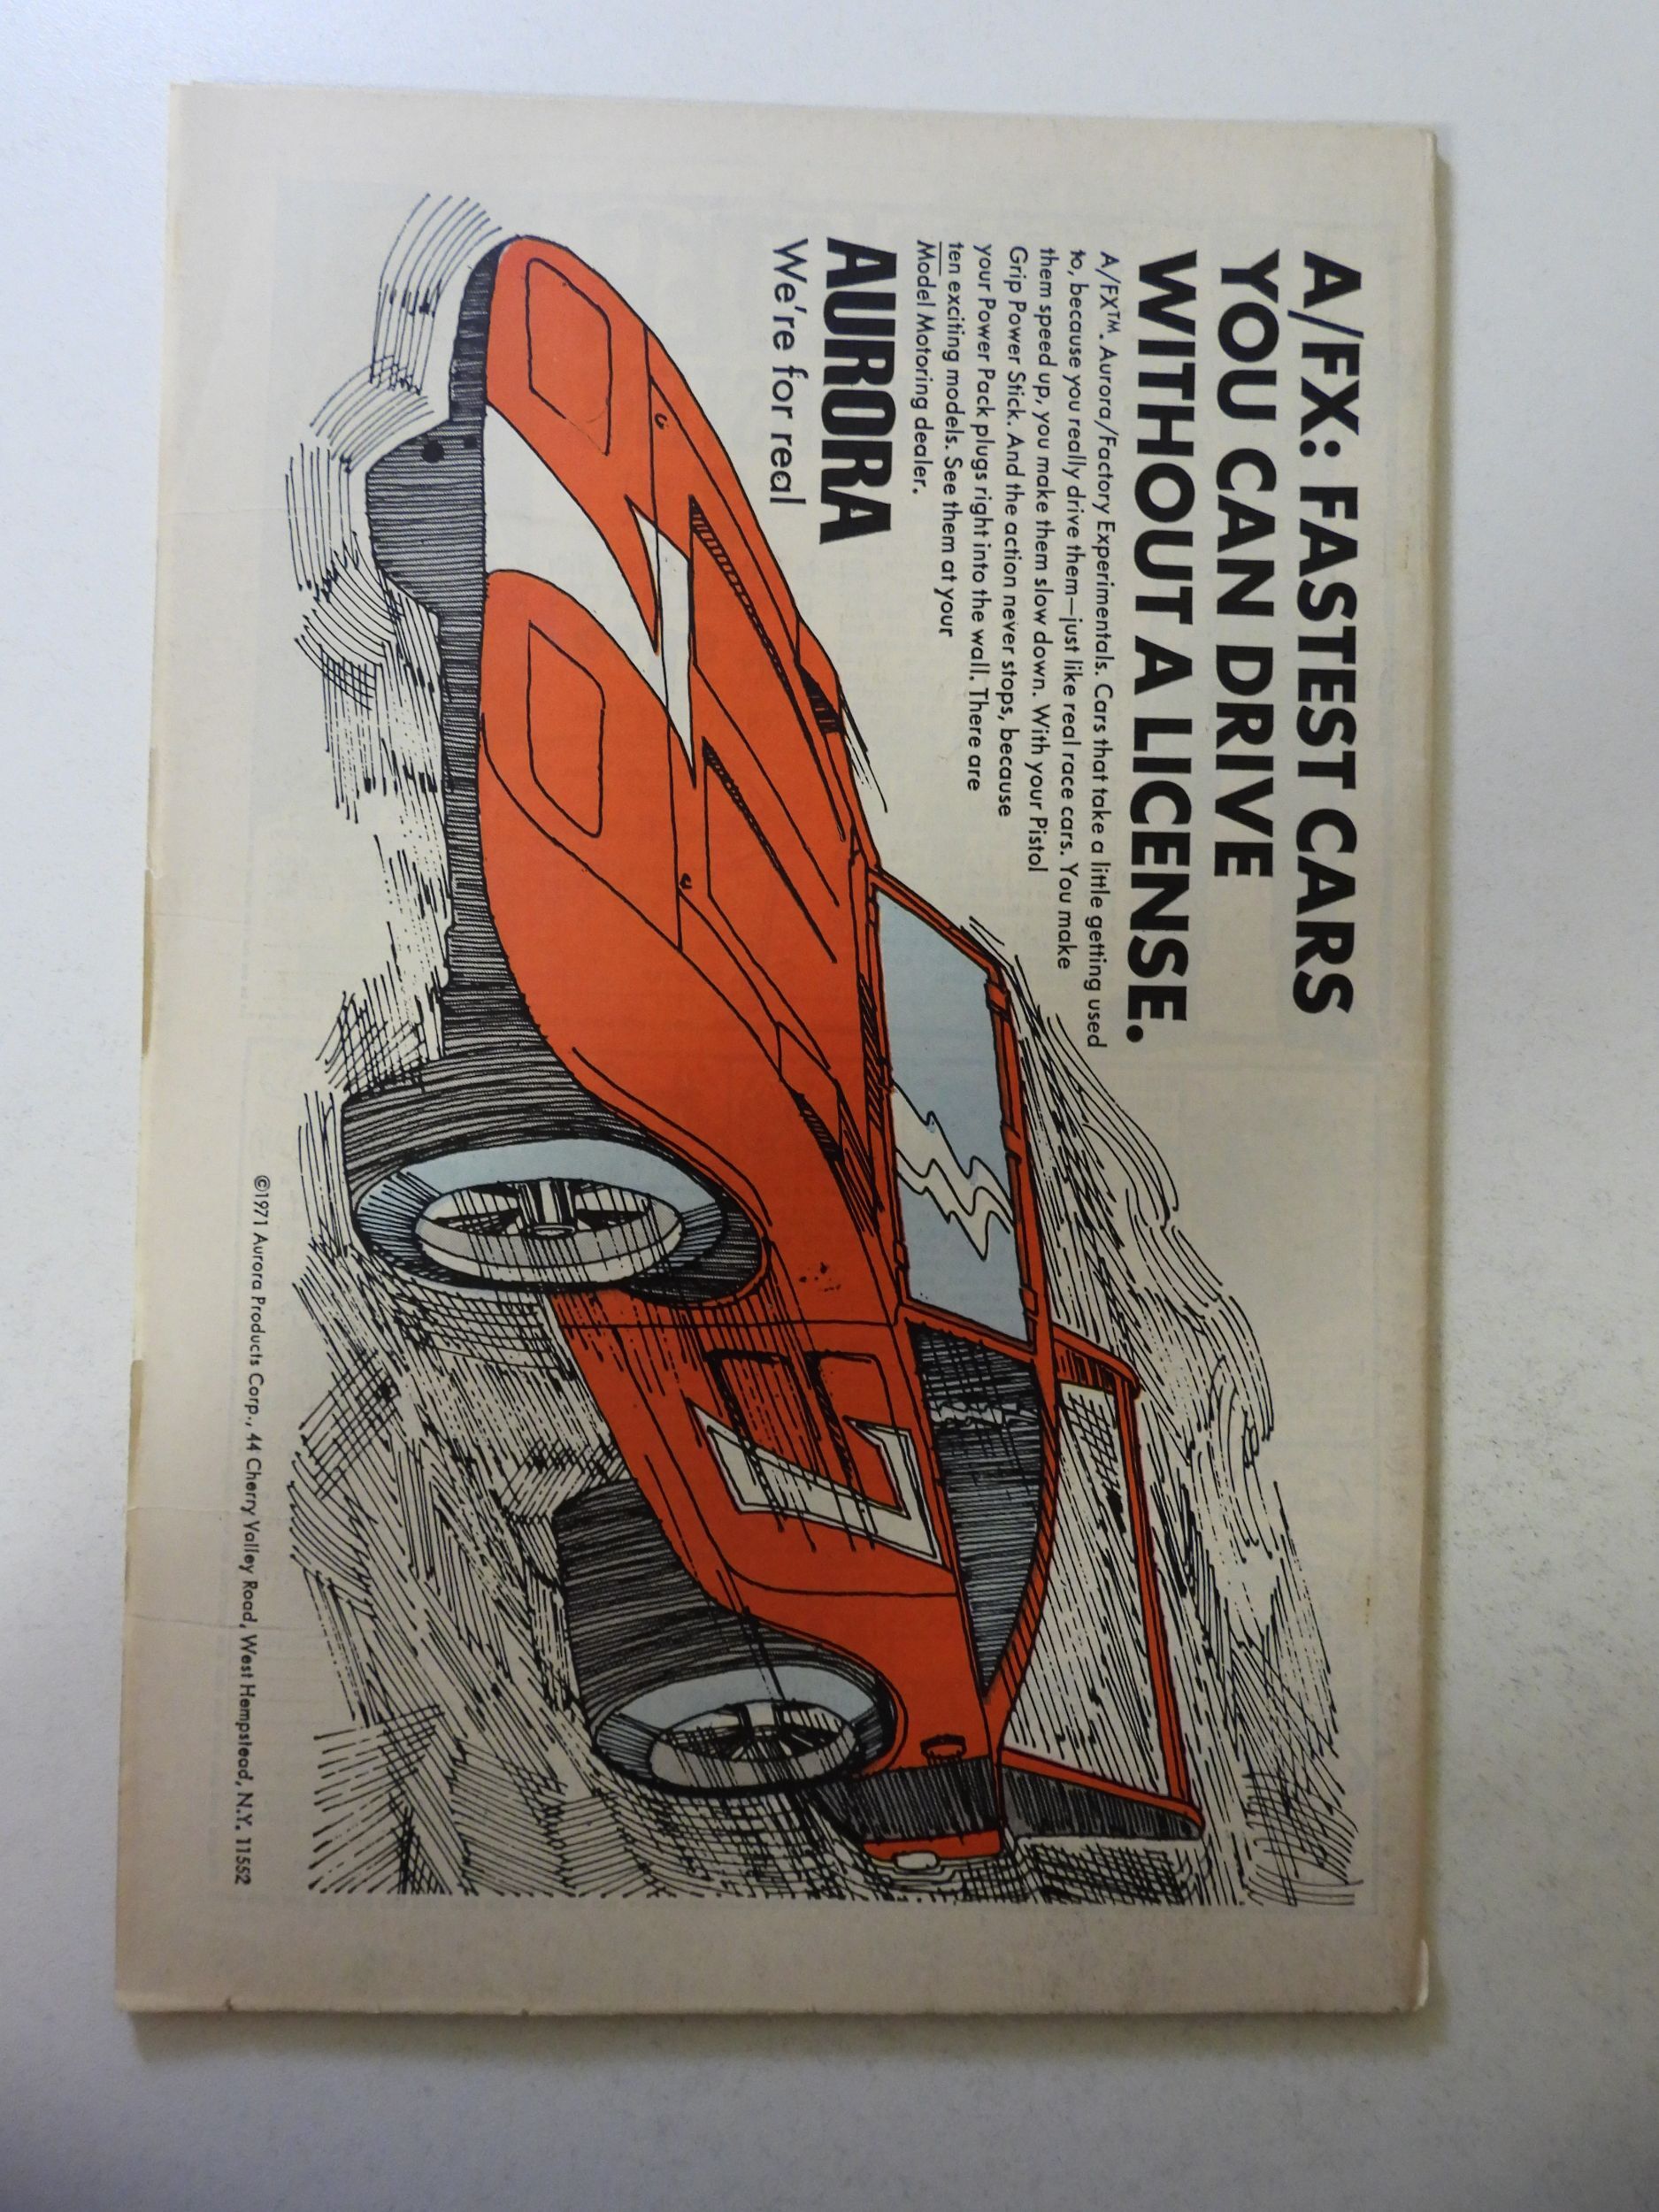 A/FX: FASTEST CARS
YOU CAN DRIVE
WITHOUT A LICENSE.
A/FX™. Aurora/Factory Experimentals. Cars that take a little getting used
to, because you really drive them—just like real race cars. You make
them speed up, you make them slow down. With your Pistol
Grip Power Stick. And the action never stops, because
your Power Pack plugs right into the wall. There are
ten exciting models. See them at your
Model Motoring dealer.
AURORA
We're for real
7
7
©1971 Aurora Products Corp., 44 Cherry Valley Road, West Hempstead, N.Y. 11552